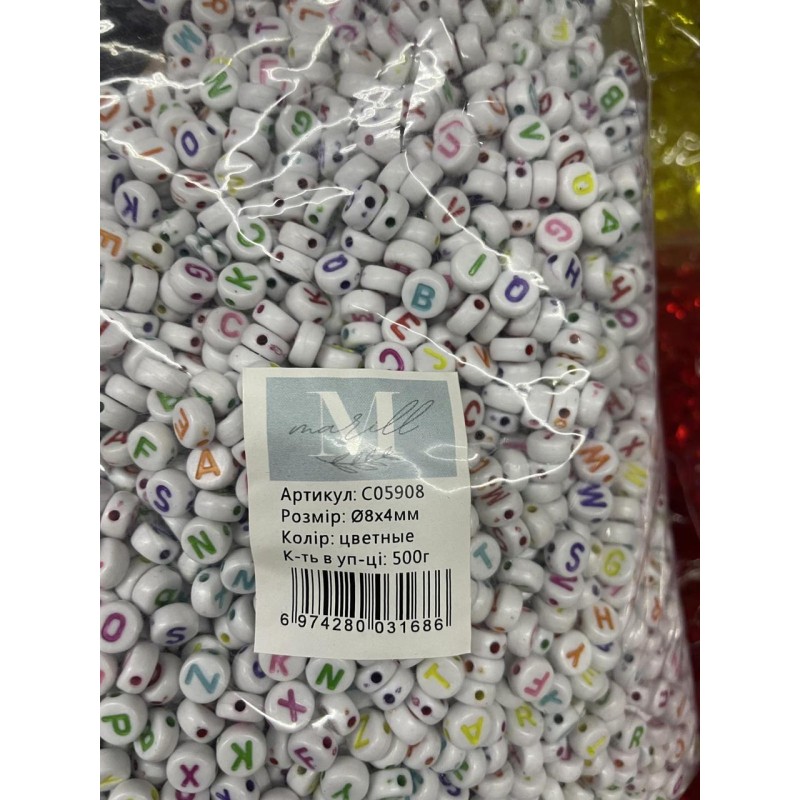 M
marill
Артикул: C05908
Розмір: Ø8x4мм
Колір: цветные
К-ть в уп-ці: 500г
6 974280 031686